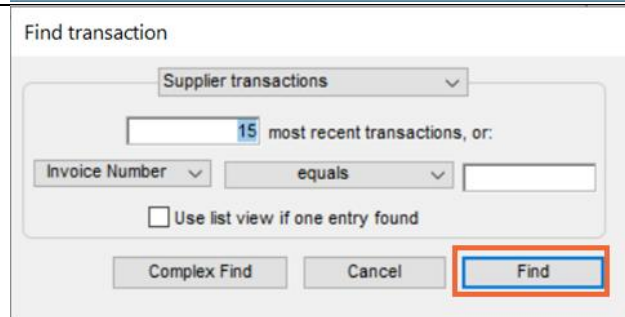 Find transaction
Supplier transactions
15 most recent transactions, or:
Invoice Number equals
Use list view if one entry found
Complex Find Cancel Find